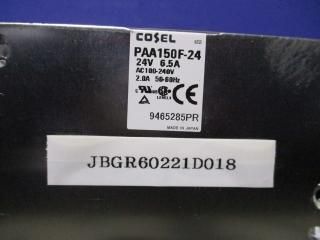 COSEL
PAA150F-24
24V 6.5A
AC100-240V
2.0A 50-60Hz
9465285PR
MADE IN JAPAN
JBGR60221D018